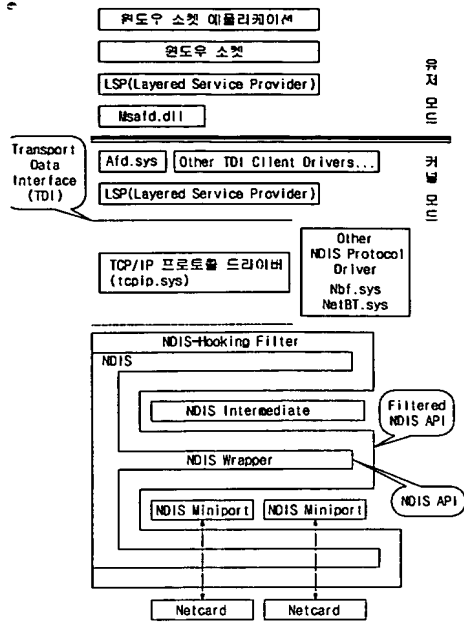 윈도우 소켓 애플리케이션
윈도우 소켓
LSP(Layered Service Provider)
Msafd.dll
유저 모드
Transport
Data
Interface
(TDI)
Afd.sys
Other TDI Client Drivers...
LSP(Layered Service Provider)
커널 모드
TCP/IP 프로토콜 드라이버
(tcpip.sys)
Other
NDIS Protocol
Driver
Nbf.sys
NetBT.sys
NDIS-Hooking Filter
NDIS
NDIS Intermediate
Filtered
NDIS API
NDIS Wrapper
NDIS API
NDIS Miniport
NDIS Miniport
Netcard
Netcard